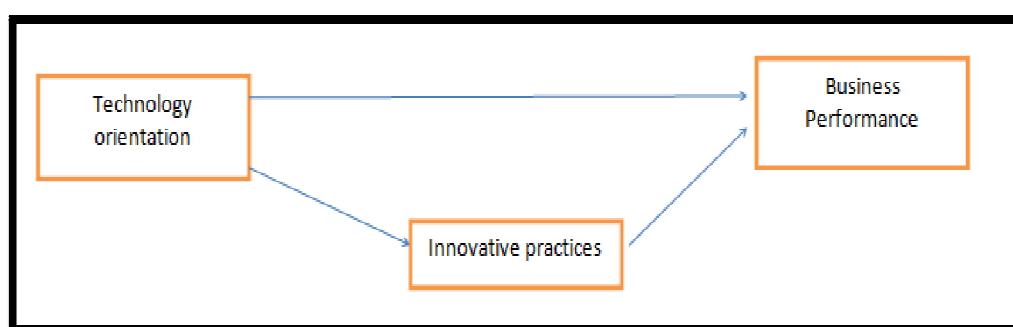 Technology
orientation
Business
Performance
Innovative practices